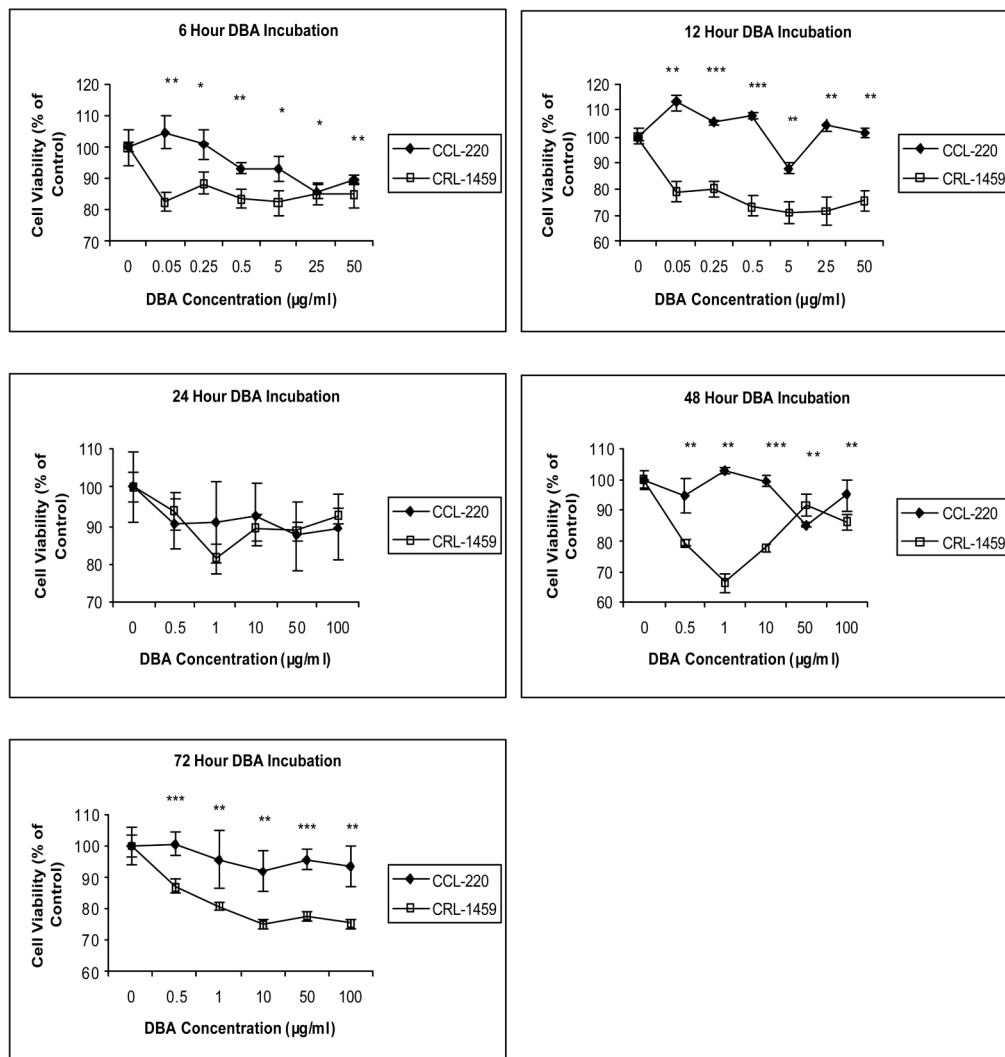 6 Hour DBA Incubation
** * ** * * **
120
110
100
90
80
70
Cell Viability (% of
Control)
0 0.05 0.25 0.5 5 25 50
DBA Concentration (µg/ml)
CCL-220
CRL-1459
12 Hour DBA Incubation
** *** *** ** ** **
120
110
100
90
80
70
60
Cell Viability (% of
Control)
0 0.05 0.25 0.5 5 25 50
DBA Concentration (µg/ml)
CCL-220
CRL-1459
24 Hour DBA Incubation
110
100
90
80
70
Cell Viability (% of
Control)
0 0.5 1 10 50 100
DBA Concentration (µg/ml)
CCL-220
CRL-1459
48 Hour DBA Incubation
** ** *** ** **
110
100
90
80
70
60
Cell Viability (% of
Control)
0 0.5 1 10 50 100
DBA Concentration (µg/ml)
CCL-220
CRL-1459
72 Hour DBA Incubation
*** ** ** *** **
110
100
90
80
70
60
Cell Viability (% of
Control)
0 0.5 1 10 50 100
DBA Concentration (µg/ml)
CCL-220
CRL-1459